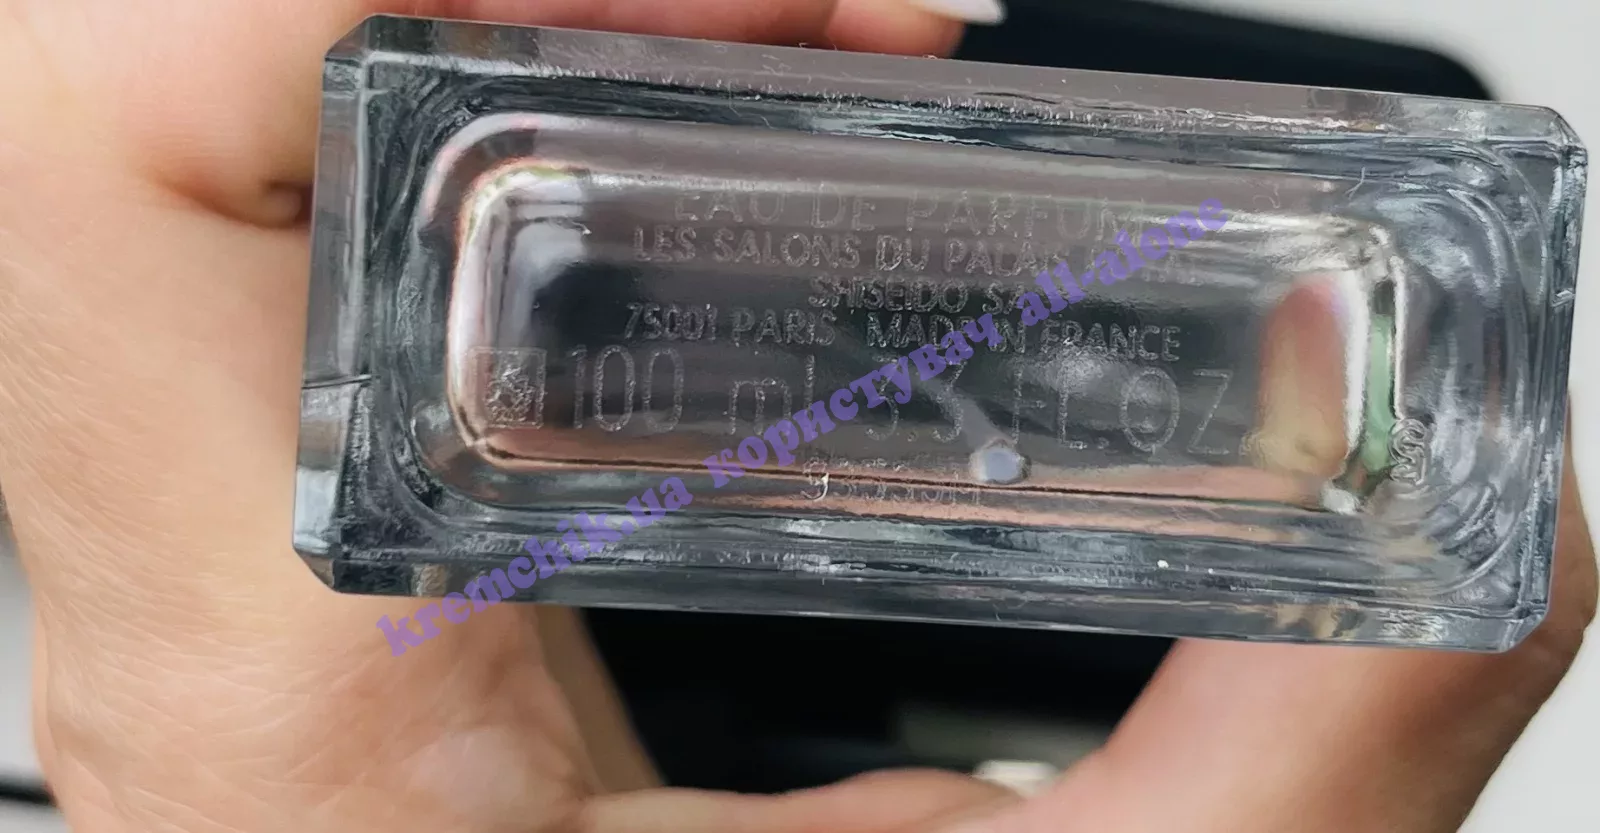 EAU DE PARFUM
LES SALONS DU PALAIS
SHISEIDO
75001 PARIS MADE IN FRANCE
100 ml 3.3 FL.OZ.
kremchik.ua користувач all-alone